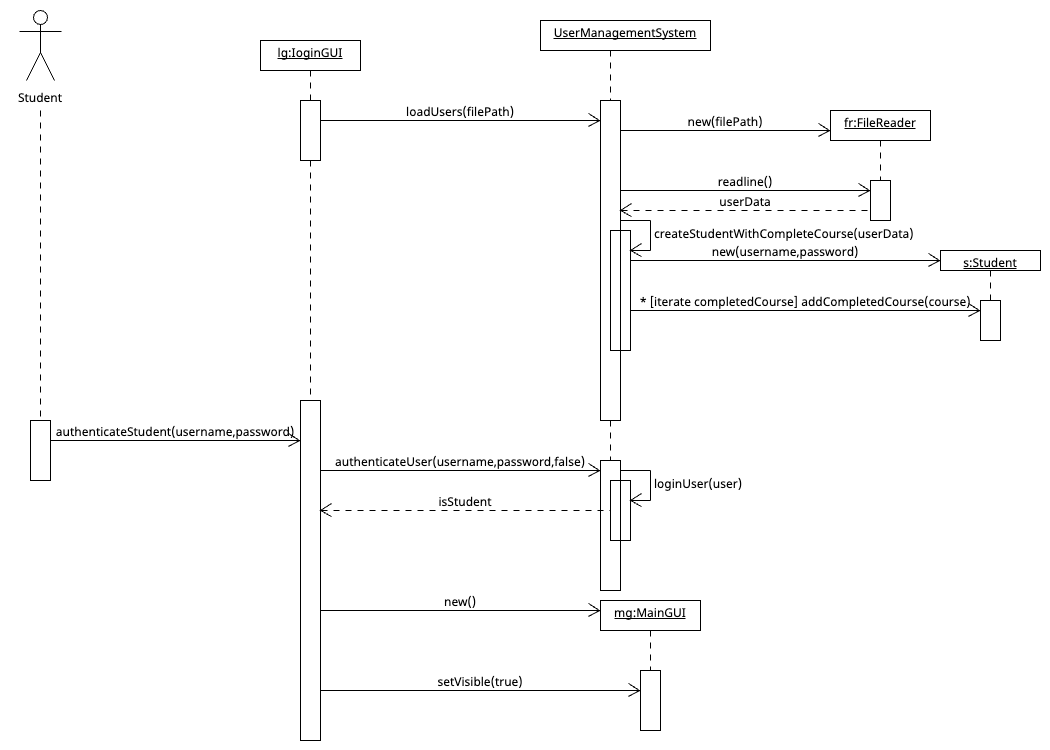 UserManagementSystem
lg:IoginGUI
Student
loadUsers(filePath)
new(filePath)
fr:FileReader
readline()
userData
createStudentWithCompleteCourse(userData)
new(username,password)
s:Student
* [iterate completedCourse] addCompletedCourse(course)
authenticateStudent(username,password)
authenticateUser(username,password,false)
loginUser(user)
isStudent
new()
mg:MainGUI
setVisible(true)